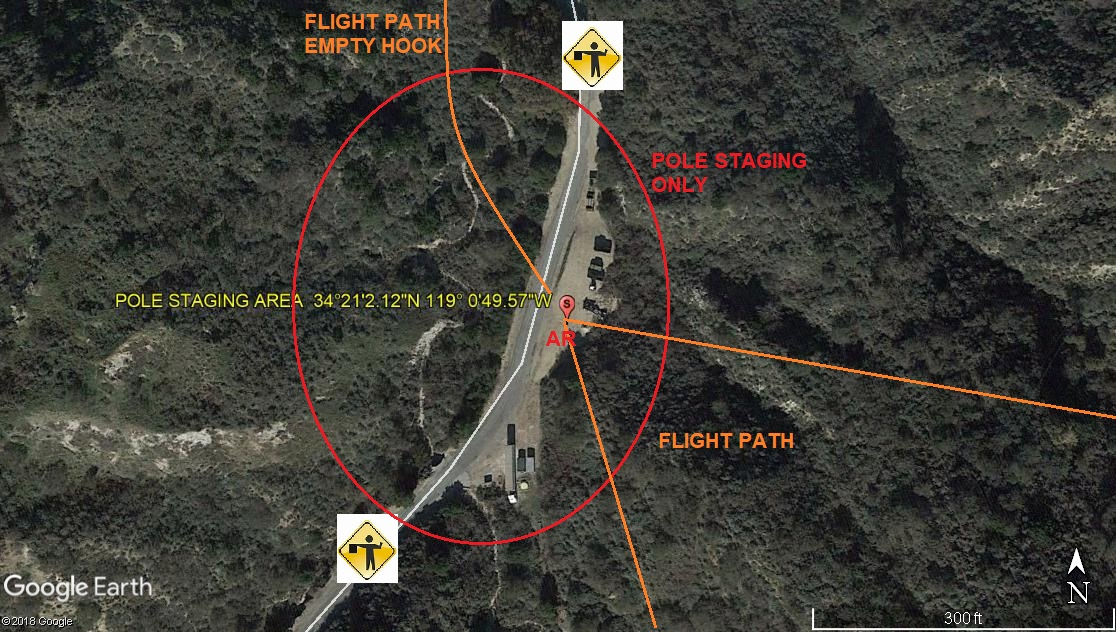 FLIGHT PATH
EMPTY HOOK
POLE STAGING
ONLY
POLE STAGING AREA  34°21'2.12"N 119° 0'49.57"W
S
AR
FLIGHT PATH
Google Earth
©2018 Google
N
300 ft